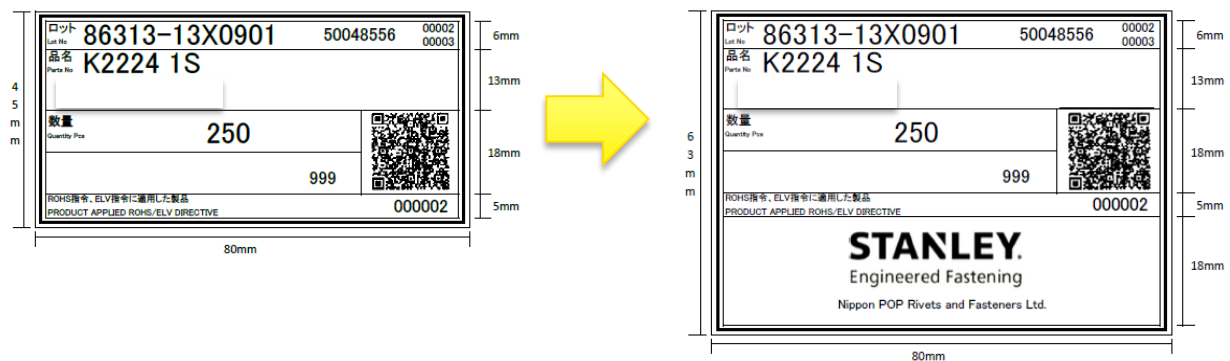 ロット
Lot No
86313-13X0901
50048556
00002
00003
品名
Parts No
K2224 1S
数量
Quantity Pcs
250
999
ROHS指令、ELV指令に適用した製品
PRODUCT APPLIED ROHS/ELV DIRECTIVE
000002
45mm
6mm
13mm
18mm
5mm
80mm
ロット
Lot No
86313-13X0901
50048556
00002
00003
品名
Parts No
K2224 1S
数量
Quantity Pcs
250
999
ROHS指令、ELV指令に適用した製品
PRODUCT APPLIED ROHS/ELV DIRECTIVE
000002
STANLEY.
Engineered Fastening
Nippon POP Rivets and Fasteners Ltd.
63mm
6mm
13mm
18mm
5mm
18mm
80mm